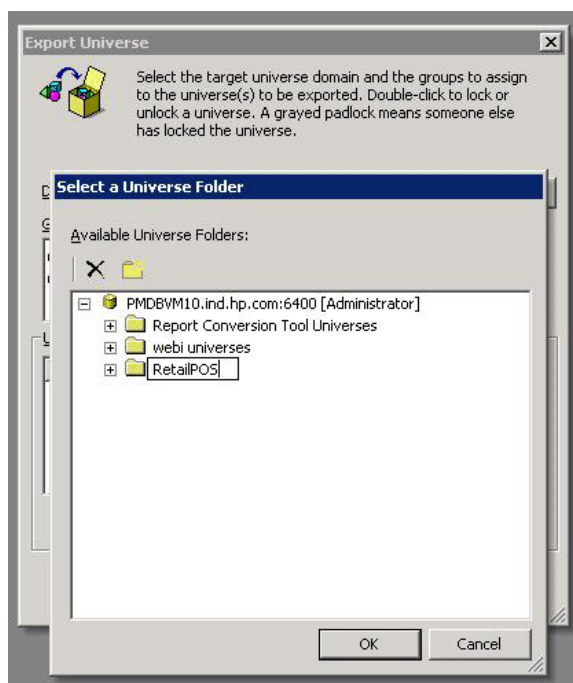 Export Universe
Select the target universe domain and the groups to assign
to the universe(s) to be exported. Double-click to lock or
unlock a universe. A grayed padlock means someone else
has locked the universe.
Select a Universe Folder
Available Universe Folders:
PMDBVM10.ind.hp.com:6400 [Administrator]
Report Conversion Tool Universes
webi universes
RetailPOS
OK
Cancel